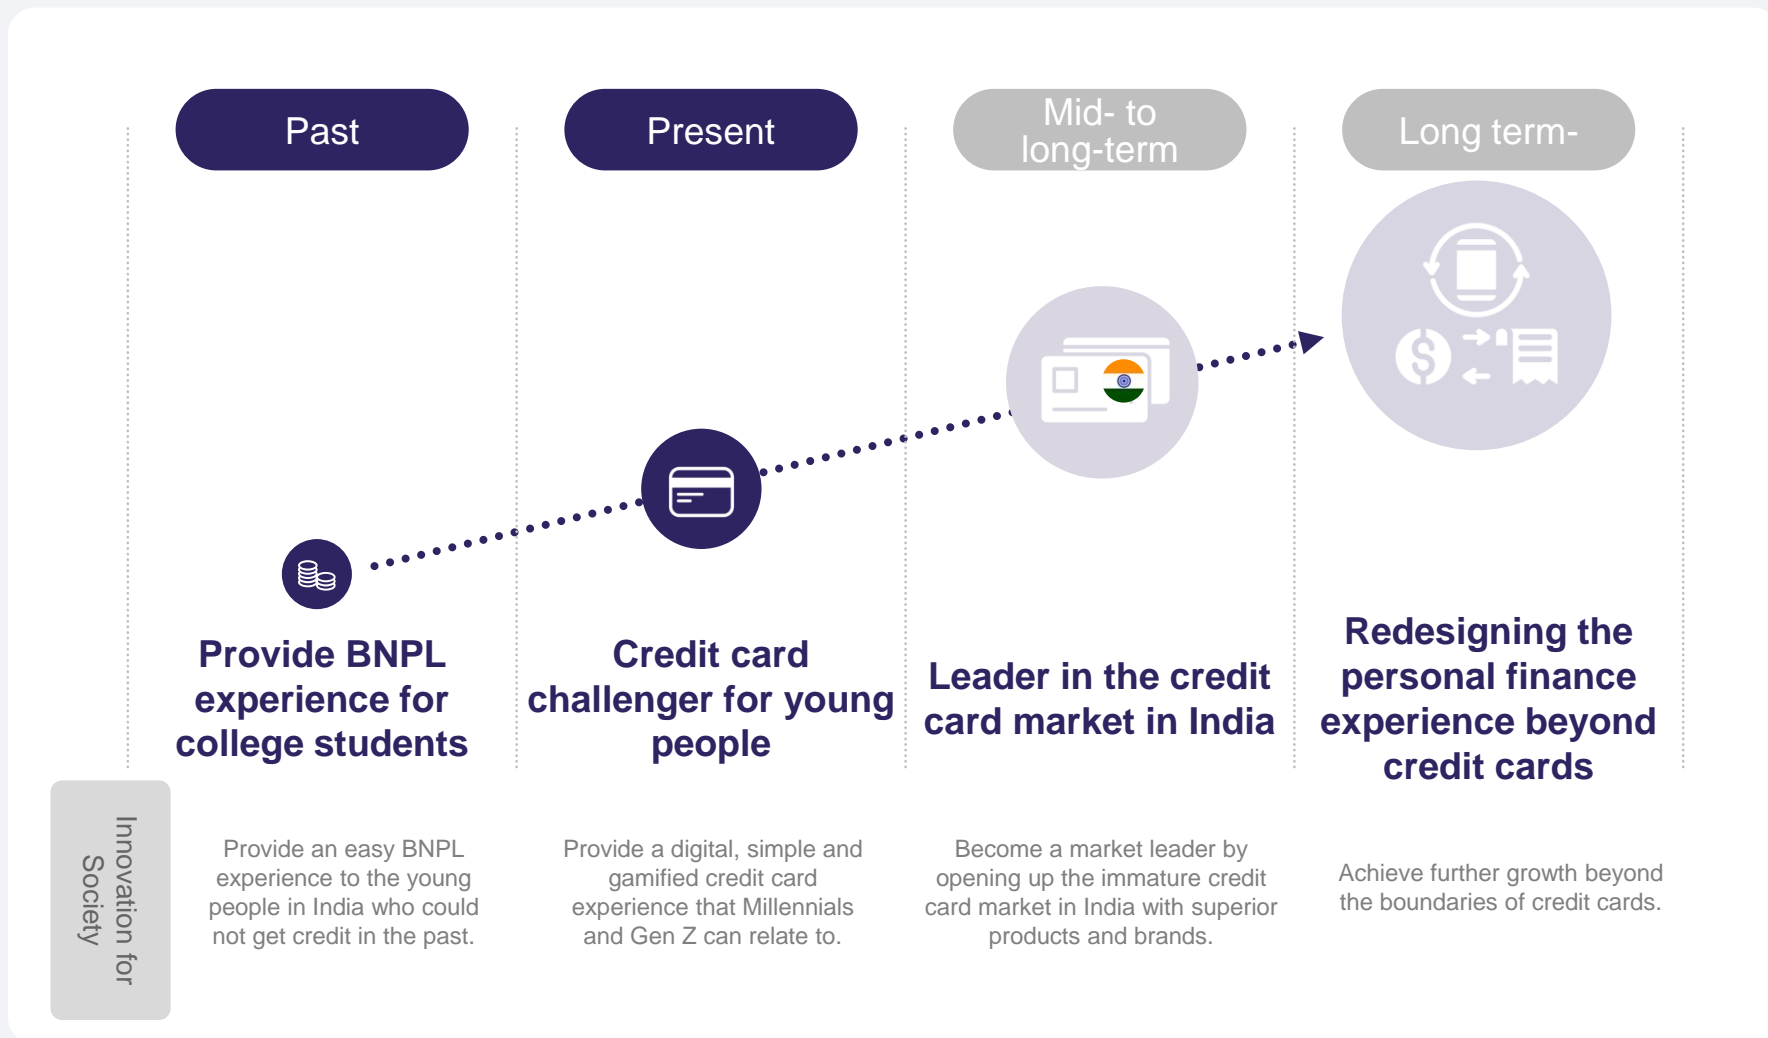 Past
Present
Mid- to
long-term
Long term-
Provide BNPL
experience for
college students
Credit card
challenger for young
people
Leader in the credit
card market in India
Redesigning the
personal finance
experience beyond
credit cards
Innovation for
Society
Provide an easy BNPL
experience to the young
people in India who could
not get credit in the past.
Provide a digital, simple and
gamified credit card
experience that Millennials
and Gen Z can relate to.
Become a market leader by
opening up the immature credit
card market in India with superior
products and brands.
Achieve further growth beyond
the boundaries of credit cards.